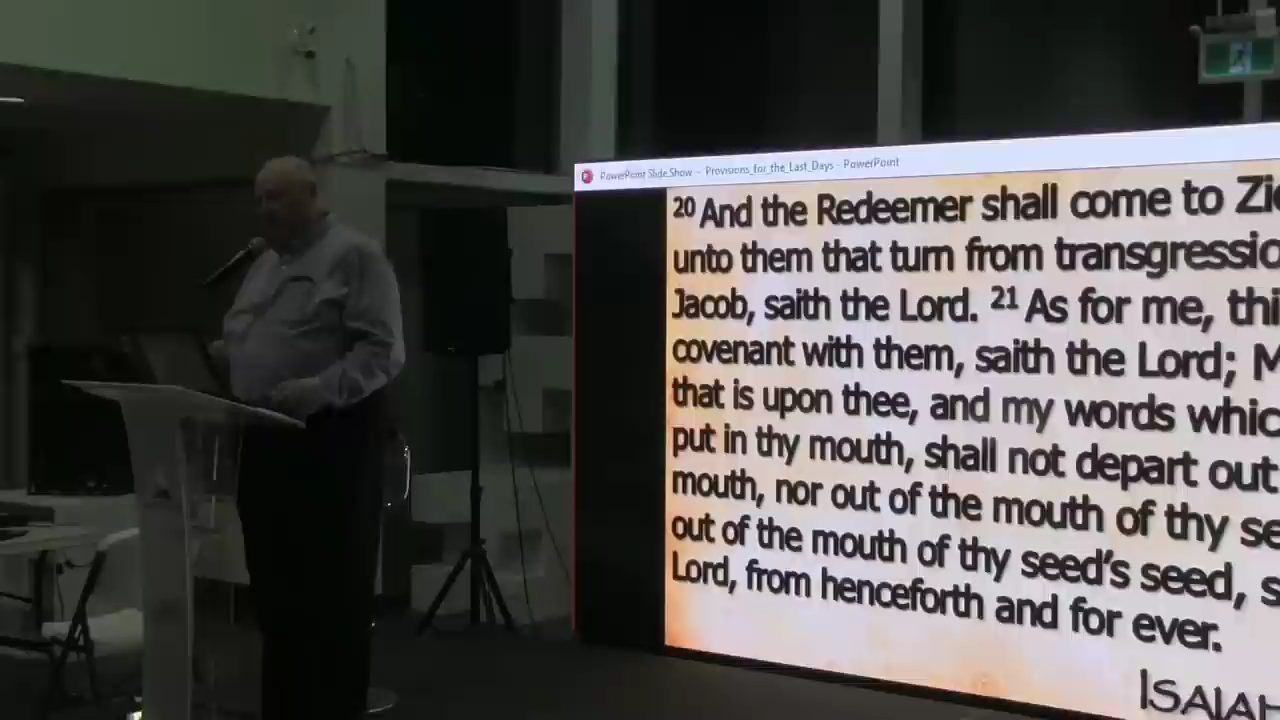 PowerPoint Slide Show - Provisions_for_the_Last_Days - PowerPoint
20 And the Redeemer shall come to
unto them that turn from
Jacob, saith the Lord. 21 As for me,
covenant with them, saith the Lord;
that is upon thee, and my words
put in thy mouth, shall not depart out
mouth, nor out of the mouth of thy
out of the mouth of thy seed's seed,
Lord, from henceforth and for ever.
ISAIAH